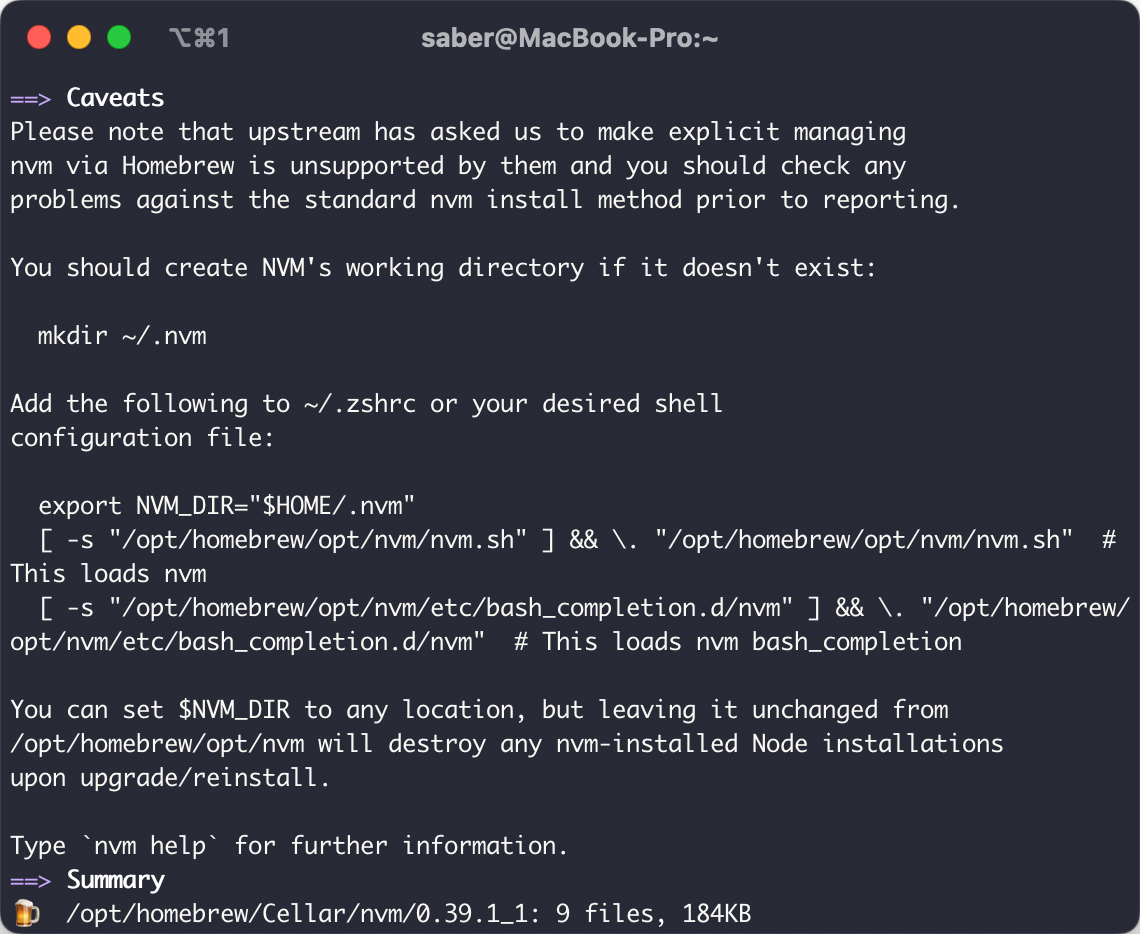 ⌥⌘1
saber@MacBook-Pro:~
==> Caveats
Please note that upstream has asked us to make explicit managing
nvm via Homebrew is unsupported by them and you should check any
problems against the standard nvm install method prior to reporting.
You should create NVM's working directory if it doesn't exist:
mkdir ~/.nvm
Add the following to ~/.zshrc or your desired shell
configuration file:
export NVM_DIR="$HOME/.nvm"
[ -s "/opt/homebrew/opt/nvm/nvm.sh" ] && \. "/opt/homebrew/opt/nvm/nvm.sh"  #
This loads nvm
[ -s "/opt/homebrew/opt/nvm/etc/bash_completion.d/nvm" ] && \. "/opt/homebrew/
opt/nvm/etc/bash_completion.d/nvm"  # This loads nvm bash_completion
You can set $NVM_DIR to any location, but leaving it unchanged from
/opt/homebrew/opt/nvm will destroy any nvm-installed Node installations
upon upgrade/reinstall.
Type `nvm help` for further information.
==> Summary
🍺  /opt/homebrew/Cellar/nvm/0.39.1_1: 9 files, 184KB